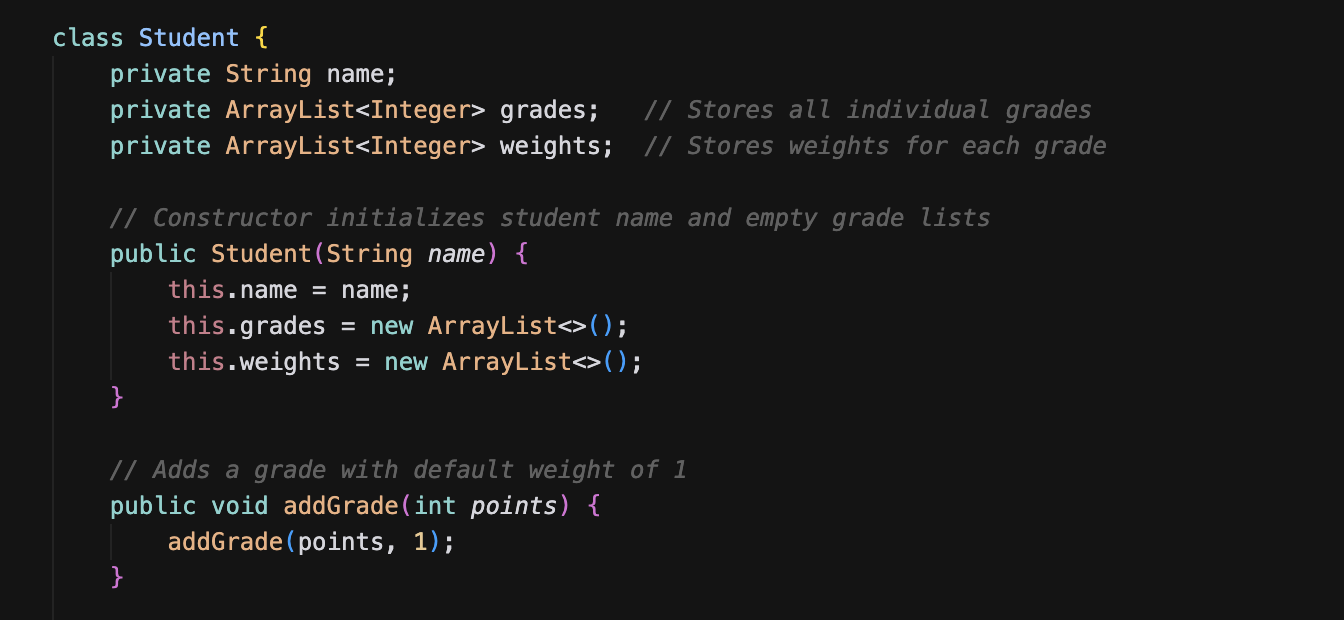 class Student {
    private String name;
    private ArrayList<Integer> grades;   // Stores all individual grades
    private ArrayList<Integer> weights;  // Stores weights for each grade

    // Constructor initializes student name and empty grade lists
    public Student(String name) {
        this.name = name;
        this.grades = new ArrayList<>();
        this.weights = new ArrayList<>();
    }

    // Adds a grade with default weight of 1
    public void addGrade(int points) {
        addGrade(points, 1);
    }